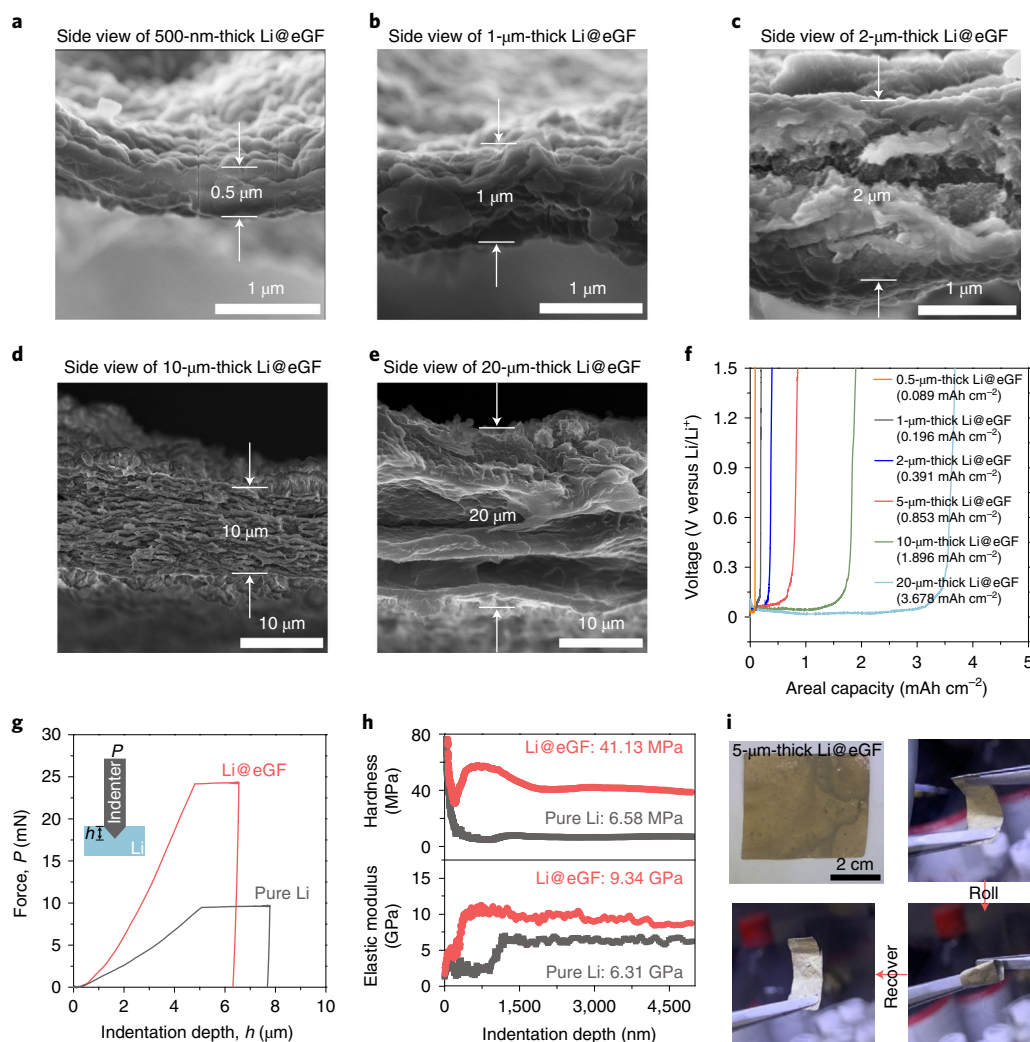 a
Side view of 500-nm-thick Li@eGF
0.5 µm
1 µm
b
Side view of 1-µm-thick Li@eGF
1 µm
1 µm
c
Side view of 2-µm-thick Li@eGF
2 µm
1 µm
d
Side view of 10-µm-thick Li@eGF
10 µm
10 µm
e
Side view of 20-µm-thick Li@eGF
20 µm
10 µm
f
Voltage (V versus Li/Li⁺)
1.5
1.2
0.9
0.6
0.3
0
0.5-µm-thick Li@eGF
(0.089 mAh cm⁻²)
1-µm-thick Li@eGF
(0.196 mAh cm⁻²)
2-µm-thick Li@eGF
(0.391 mAh cm⁻²)
5-µm-thick Li@eGF
(0.853 mAh cm⁻²)
10-µm-thick Li@eGF
(1.896 mAh cm⁻²)
20-µm-thick Li@eGF
(3.678 mAh cm⁻²)
0 1 2 3 4 5
Areal capacity (mAh cm⁻²)
g
Force, P (mN)
30
25
20
15
10
5
0
P
Indenter
h
Li
Li@eGF
Pure Li
0 2 4 6 8 10
Indentation depth, h (µm)
h
Hardness
(MPa)
80
40
0
Li@eGF: 41.13 MPa
Pure Li: 6.58 MPa
Elastic modulus
(GPa)
15
10
5
0
Li@eGF: 9.34 GPa
Pure Li: 6.31 GPa
0 1,500 3,000 4,500
Indentation depth (nm)
i
5-µm-thick Li@eGF
2 cm
Roll
Recover